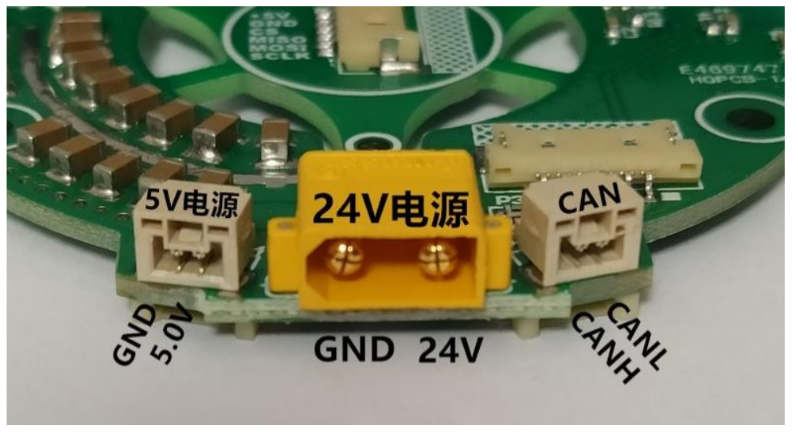 +5V
GND
CS
MISO
MOSI
SCLK
E469747
5V电源
24V电源
CAN
GND
5.0V
GND 24V
CANH
CANL